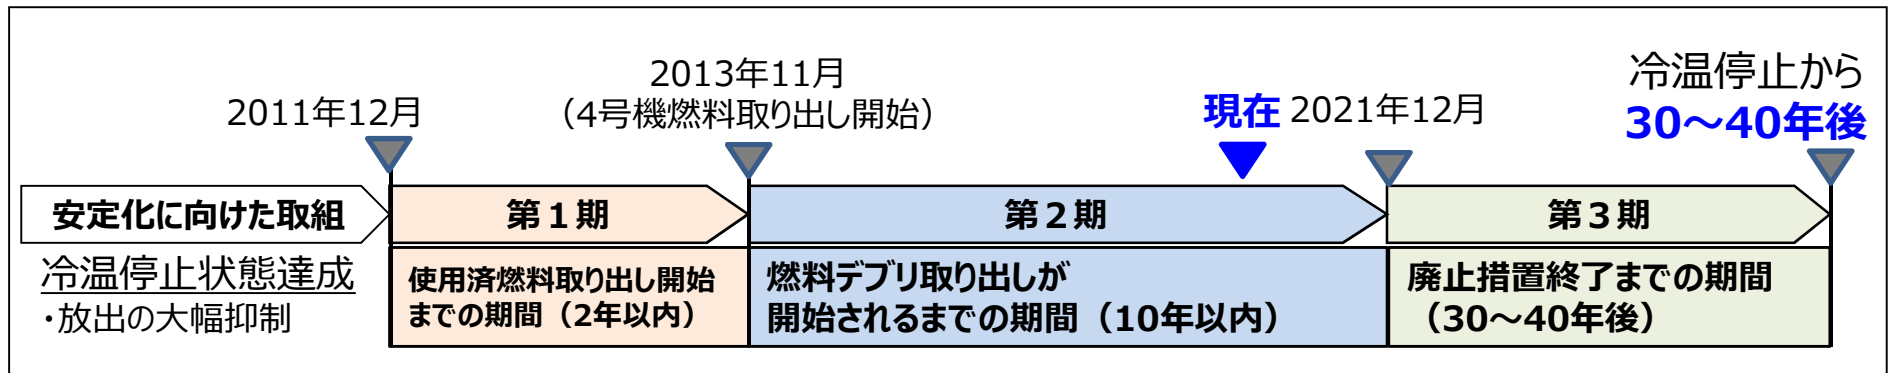 2011年12月
2013年11月
（4号機燃料取り出し開始）
現在
2021年12月
冷温停止から
30～40年後
安定化に向けた取組
第１期
第２期
第３期
冷温停止状態達成
・放出の大幅抑制
使用済燃料取り出し開始
までの期間（2年以内）
燃料デブリ取り出しが
開始されるまでの期間（10年以内）
廃止措置終了までの期間
（30～40年後）